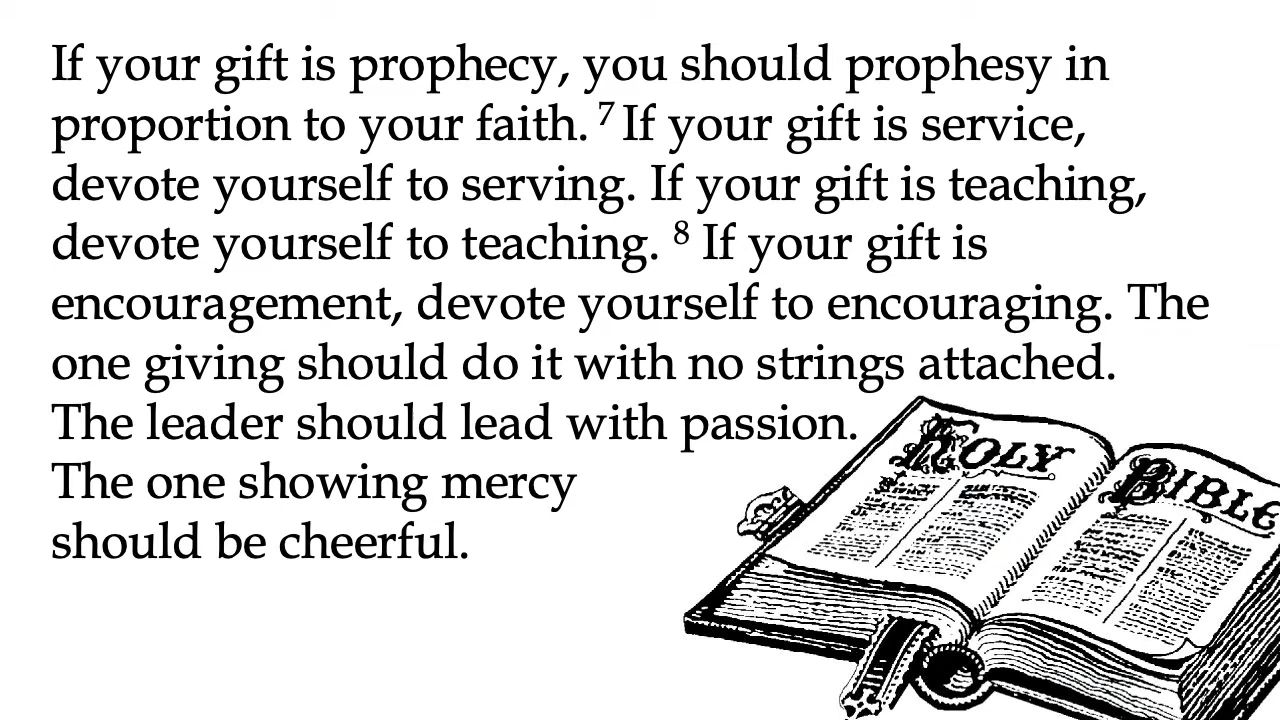 If your gift is prophecy, you should prophesy in
proportion to your faith. ⁷ If your gift is service,
devote yourself to serving. If your gift is teaching,
devote yourself to teaching. ⁸ If your gift is
encouragement, devote yourself to encouraging. The
one giving should do it with no strings attached.
The leader should lead with passion.
The one showing mercy
should be cheerful.
HOLY
BIBLE